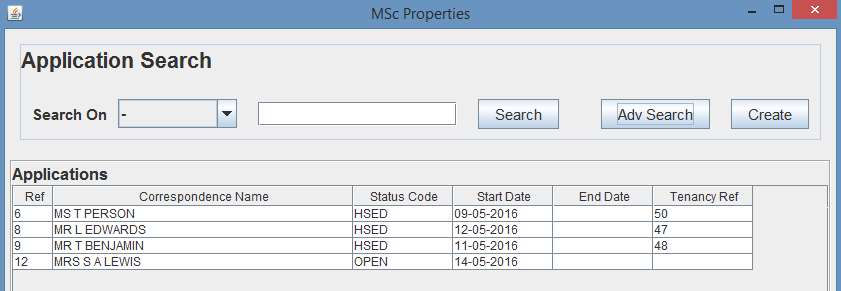 MSc Properties
Application Search
Search On - Search Adv Search Create
Applications
Ref Correspondence Name Status Code Start Date End Date Tenancy Ref
6 MS T PERSON HSED 09-05-2016 50
8 MR L EDWARDS HSED 12-05-2016 47
9 MR T BENJAMIN HSED 11-05-2016 48
12 MRS S A LEWIS OPEN 14-05-2016